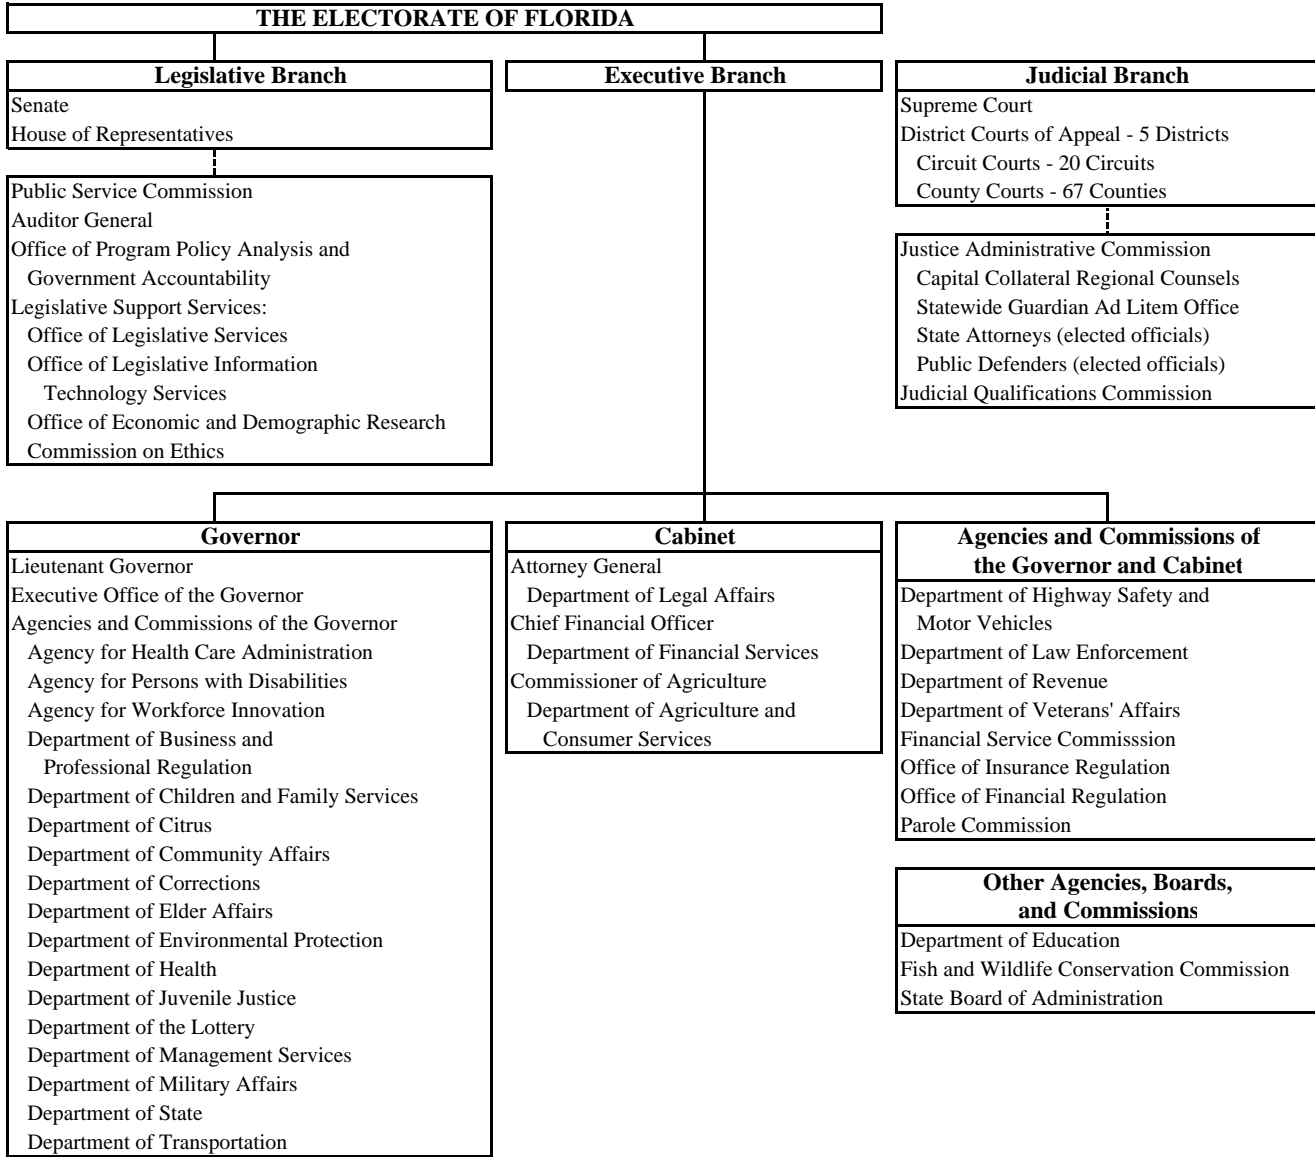 THE ELECTORATE OF FLORIDA
Legislative Branch
Senate
House of Representatives
Public Service Commission
Auditor General
Office of Program Policy Analysis and
Government Accountability
Legislative Support Services:
Office of Legislative Services
Office of Legislative Information
Technology Services
Office of Economic and Demographic Research
Commission on Ethics
Executive Branch
Judicial Branch
Supreme Court
District Courts of Appeal - 5 Districts
Circuit Courts - 20 Circuits
County Courts - 67 Counties
Justice Administrative Commission
Capital Collateral Regional Counsels
Statewide Guardian Ad Litem Office
State Attorneys (elected officials)
Public Defenders (elected officials)
Judicial Qualifications Commission
Governor
Lieutenant Governor
Executive Office of the Governor
Agencies and Commissions of the Governor
Agency for Health Care Administration
Agency for Persons with Disabilities
Agency for Workforce Innovation
Department of Business and
Professional Regulation
Department of Children and Family Services
Department of Citrus
Department of Community Affairs
Department of Corrections
Department of Elder Affairs
Department of Environmental Protection
Department of Health
Department of Juvenile Justice
Department of the Lottery
Department of Management Services
Department of Military Affairs
Department of State
Department of Transportation
Cabinet
Attorney General
Department of Legal Affairs
Chief Financial Officer
Department of Financial Services
Commissioner of Agriculture
Department of Agriculture and
Consumer Services
Agencies and Commissions of
the Governor and Cabinet
Department of Highway Safety and
Motor Vehicles
Department of Law Enforcement
Department of Revenue
Department of Veterans' Affairs
Financial Service Commisssion
Office of Insurance Regulation
Office of Financial Regulation
Parole Commission
Other Agencies, Boards,
and Commissions
Department of Education
Fish and Wildlife Conservation Commission
State Board of Administration